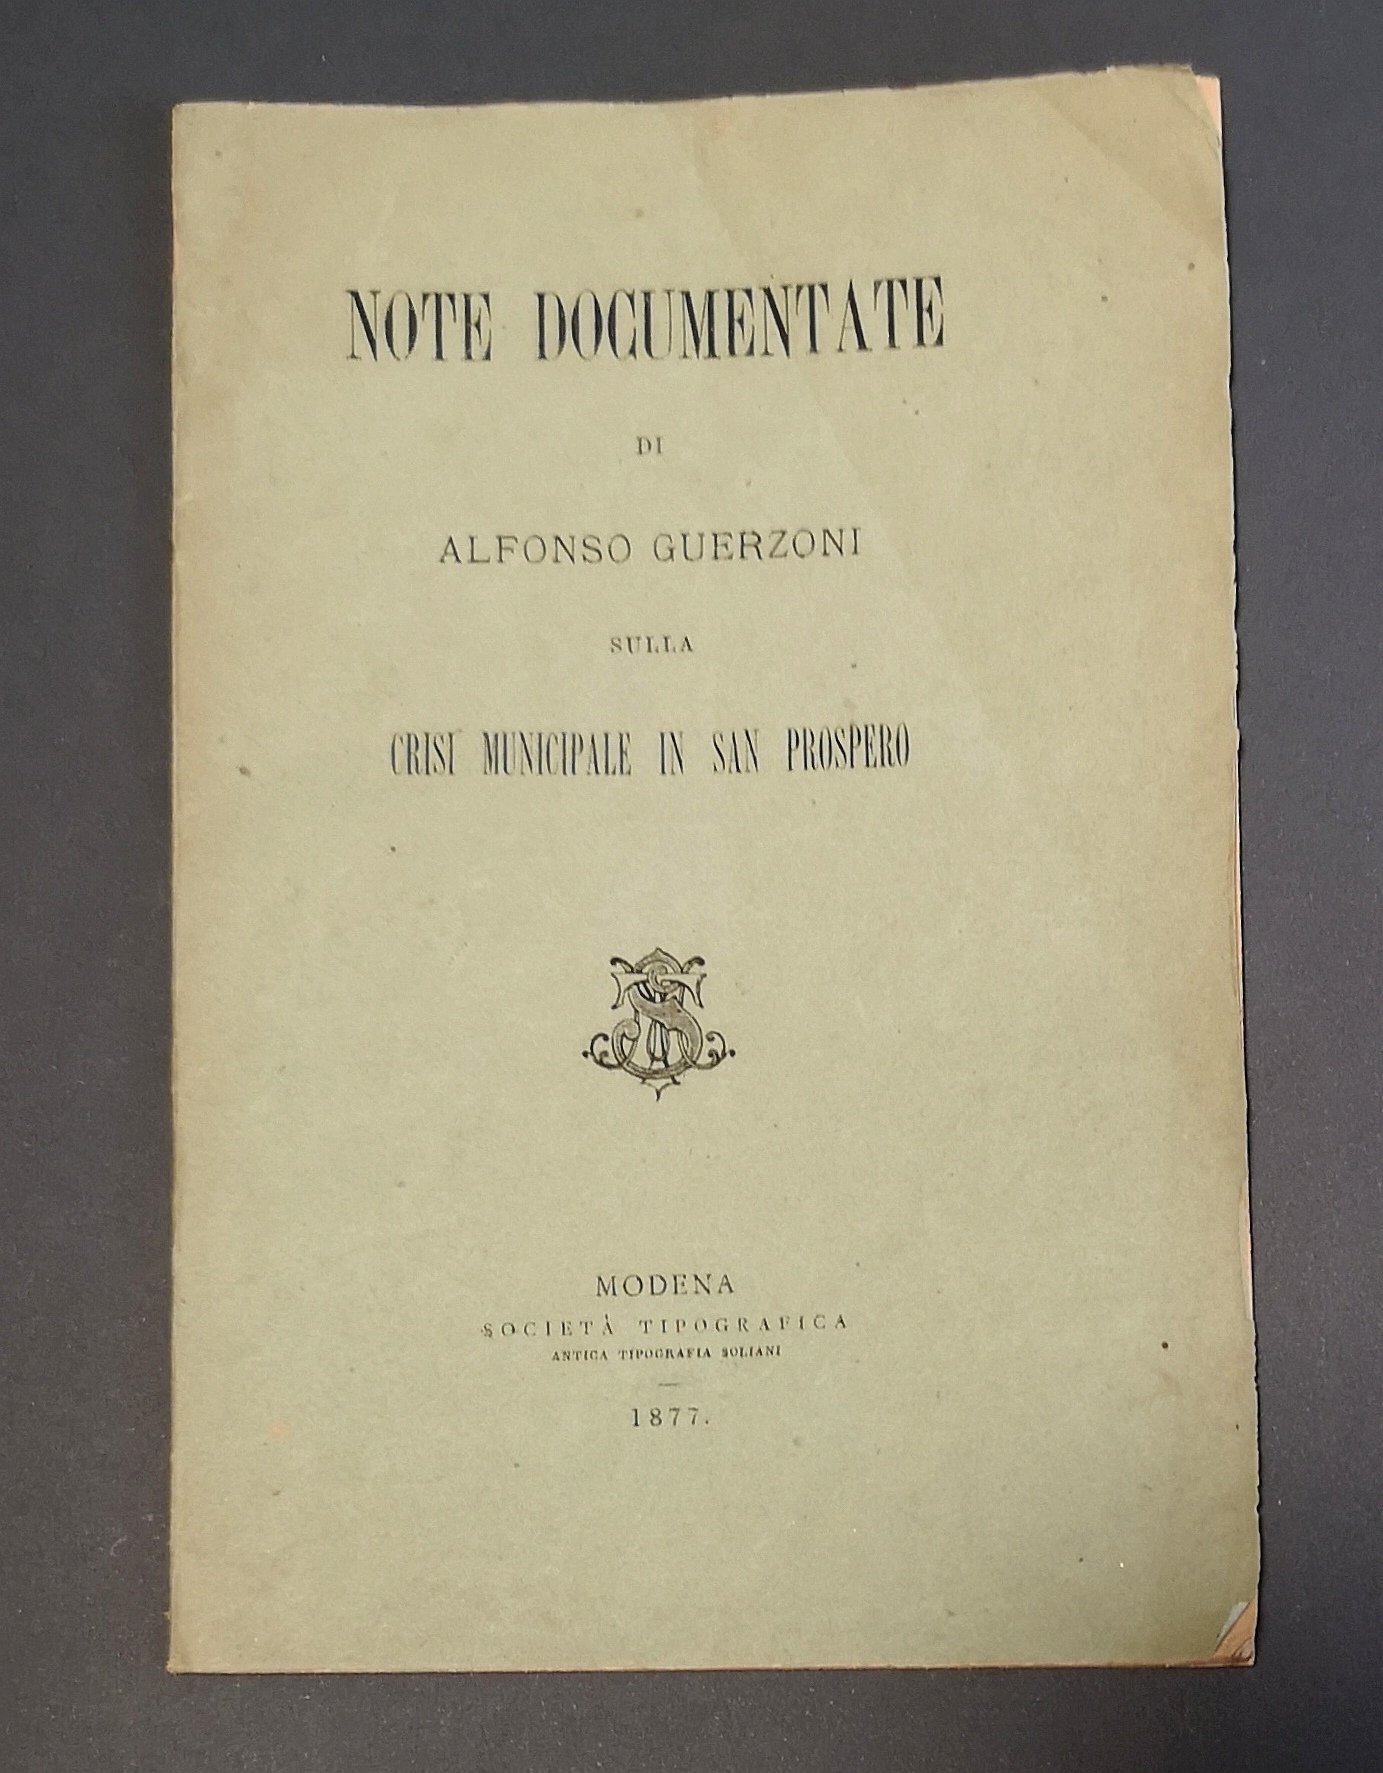 NOTE DOCUMENTATE
DI
ALFONSO GUERZONI
SULLA
CRISI MUNICIPALE IN SAN PROSPERO
MODENA
SOCIETÀ TIPOGRAFICA
ANTICA TIPOGRAFIA SOLIANI
1877.